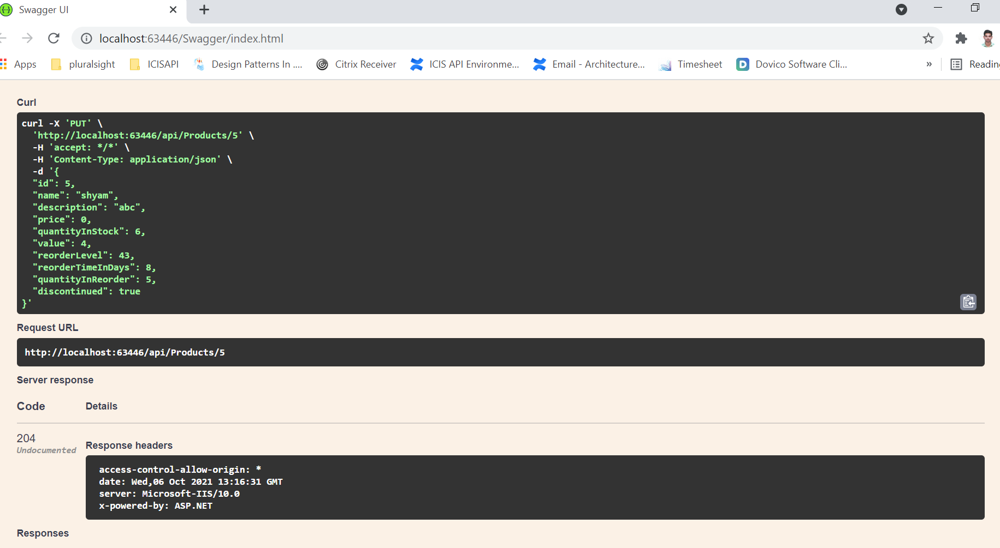 Swagger UI
localhost:63446/Swagger/index.html
Apps pluralsight ICISAPI Design Patterns In .... Citrix Receiver ICIS API Environme... Email - Architecture... Timesheet Dovico Software Cli... » Reading
Curl
curl -X 'PUT' \
'http://localhost:63446/api/Products/5' \
-H 'accept: */*' \
-H 'Content-Type: application/json' \
-d '{
"id": 5,
"name": "shyam",
"description": "abc",
"price": 0,
"quantityInStock": 6,
"value": 4,
"reorderLevel": 43,
"reorderTimeInDays": 8,
"quantityInReorder": 5,
"discontinued": true
}'
Request URL
http://localhost:63446/api/Products/5
Server response
Code Details
204
Undocumented
Response headers
access-control-allow-origin: *
date: Wed,06 Oct 2021 13:16:31 GMT
server: Microsoft-IIS/10.0
x-powered-by: ASP.NET
Responses